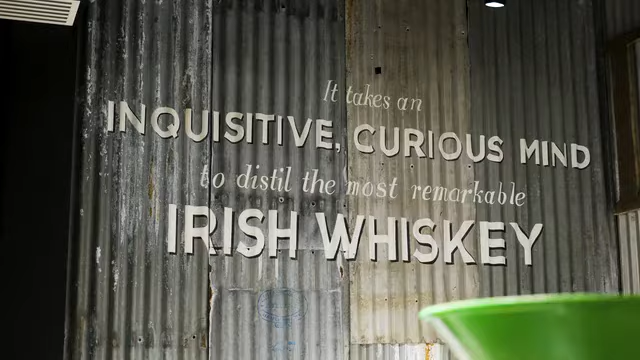 It takes an
INQUISITIVE, CURIOUS MIND
to distil the most remarkable
IRISH WHISKEY